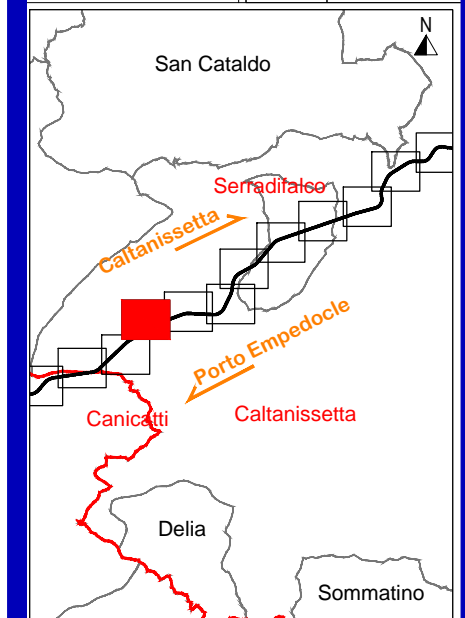 N
San Cataldo
Serradifalco
Caltanissetta
Porto Empedocle
Canicatti
Caltanissetta
Delia
Sommatino